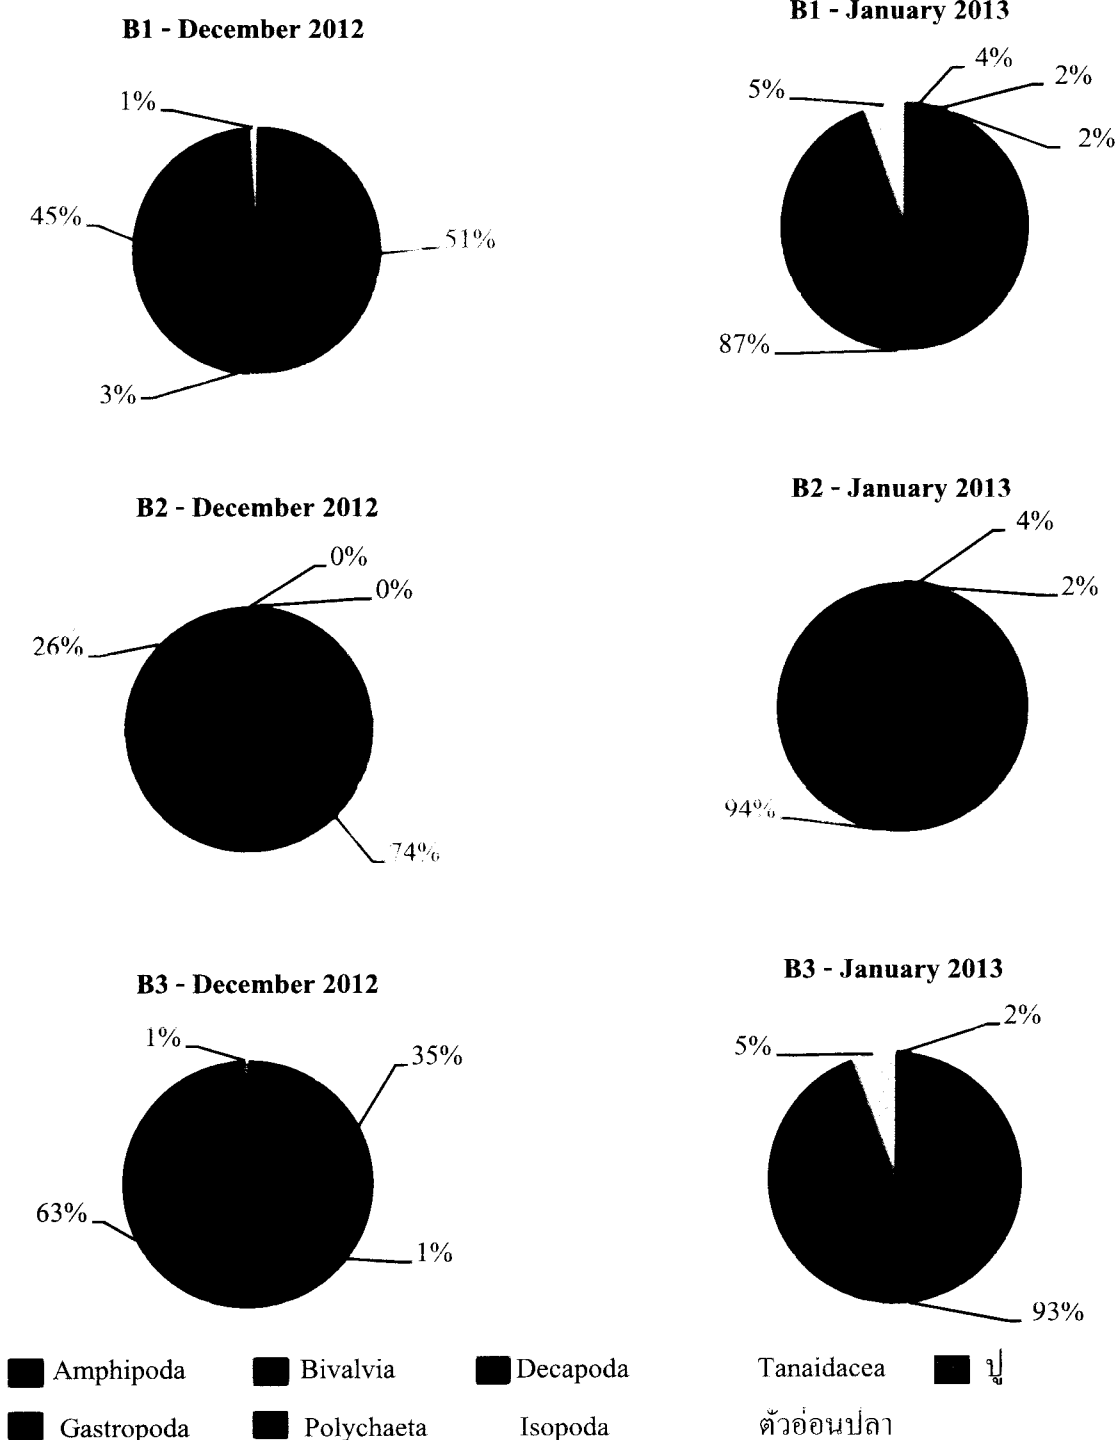 B1 - December 2012
1%
45%
51%
3%
B1 - January 2013
4%
5%
2%
2%
87%
B2 - December 2012
0%
0%
26%
74%
B2 - January 2013
4%
2%
94%
B3 - December 2012
1%
35%
63%
1%
B3 - January 2013
2%
5%
93%
Amphipoda Bivalvia Decapoda Tanaidacea ปู
Gastropoda Polychaeta Isopoda ตัวอ่อนปลา